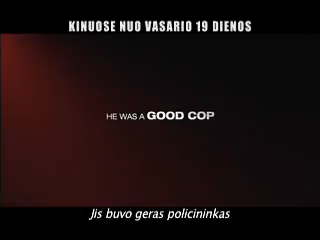 KINUOSE NUO VASARIO 19 DIENOS
HE WAS A GOOD COP
Jis buvo geras policininkas